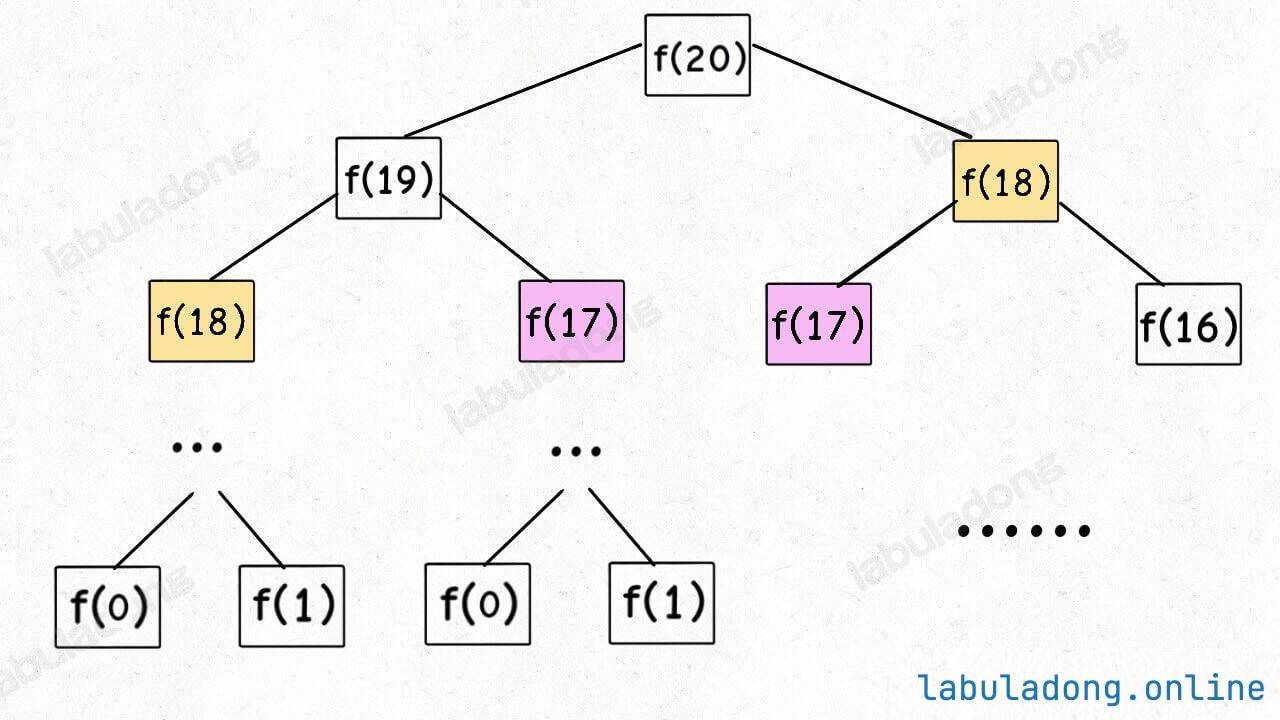 f(20)
f(19)
f(18)
f(18)
f(17)
f(17)
f(16)
...
...
......
f(0)
f(1)
f(0)
f(1)
labuladong
labuladong
labuladong
labuladong
labuladong
labuladong.online